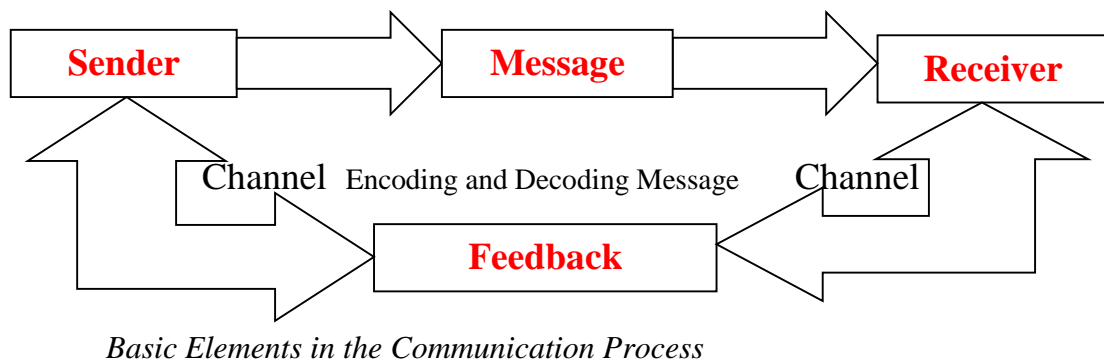 Sender Message Receiver
Channel Encoding and Decoding Message Channel
Feedback
Basic Elements in the Communication Process